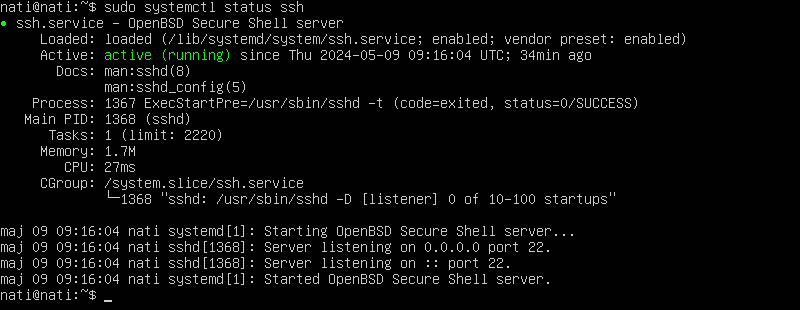 nati@nati:~$ sudo systemctl status ssh
● ssh.service - OpenBSD Secure Shell server
     Loaded: loaded (/lib/systemd/system/ssh.service; enabled; vendor preset: enabled)
     Active: active (running) since Thu 2024-05-09 09:16:04 UTC; 34min ago
       Docs: man:sshd(8)
             man:sshd_config(5)
    Process: 1367 ExecStartPre=/usr/sbin/sshd -t (code=exited, status=0/SUCCESS)
   Main PID: 1368 (sshd)
      Tasks: 1 (limit: 2220)
     Memory: 1.7M
        CPU: 27ms
     CGroup: /system.slice/ssh.service
             └─1368 "sshd: /usr/sbin/sshd -D [listener] 0 of 10-100 startups"

maj 09 09:16:04 nati systemd[1]: Starting OpenBSD Secure Shell server...
maj 09 09:16:04 nati sshd[1368]: Server listening on 0.0.0.0 port 22.
maj 09 09:16:04 nati sshd[1368]: Server listening on :: port 22.
maj 09 09:16:04 nati systemd[1]: Started OpenBSD Secure Shell server.
nati@nati:~$ _